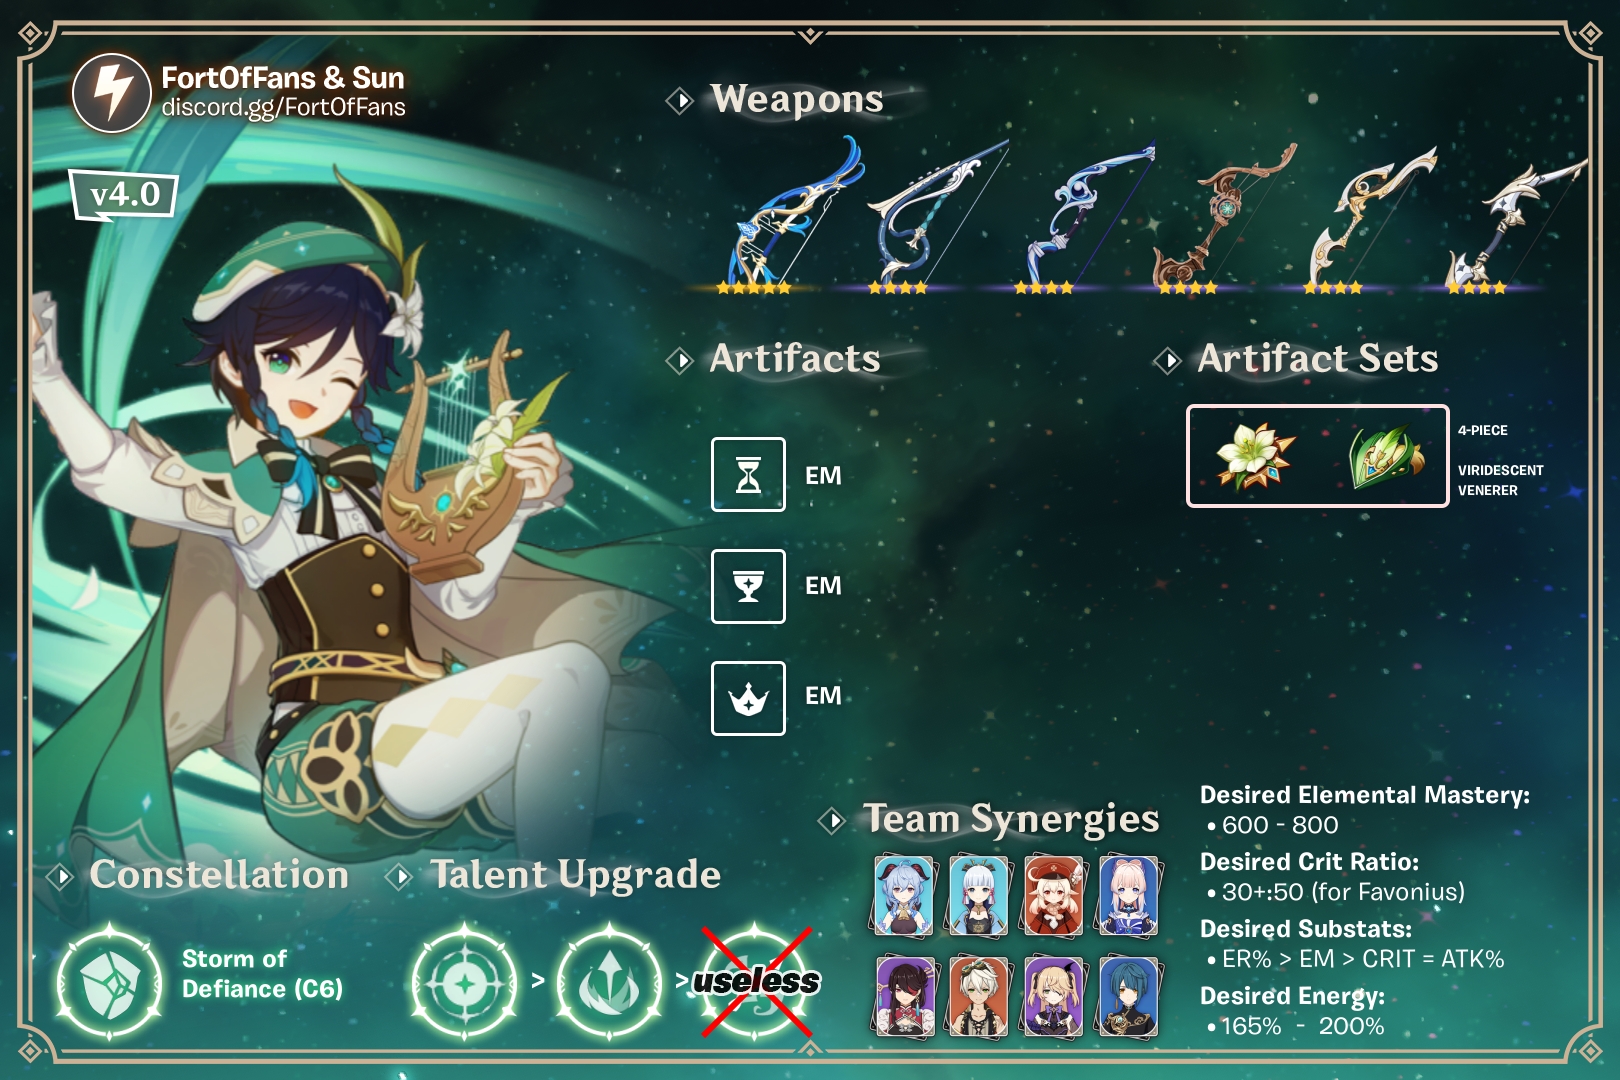 FortOfFans & Sun
discord.gg/FortOfFans
v4.0
Weapons
Artifacts
EM
EM
EM
Artifact Sets
4-PIECE
VIRIDESCENT
VENERER
Constellation
Storm of
Defiance (C6)
Talent Upgrade
> > useless
Team Synergies
Desired Elemental Mastery:
• 600 - 800
Desired Crit Ratio:
• 30+:50 (for Favonius)
Desired Substats:
• ER% > EM > CRIT = ATK%
Desired Energy:
• 165% - 200%